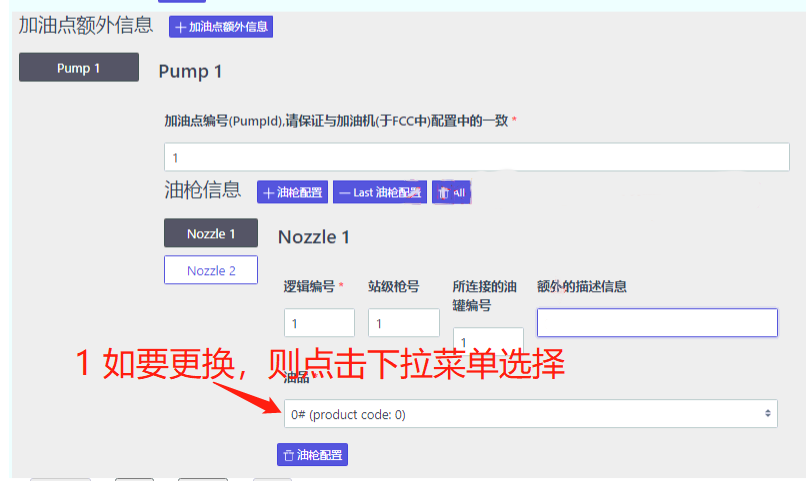 加油点额外信息 + 加油点额外信息
Pump 1
Pump 1
加油点编号(PumpId),请保证与加油机(于FCC中)配置中的一致 *
1
油枪信息 + 油枪配置 — Last 油枪配置 All
Nozzle 1
Nozzle 2
Nozzle 1
逻辑编号 * 站级枪号 所连接的油罐编号 额外的描述信息
1 1 1
1 如要更换，则点击下拉菜单选择
油品
0# (product code: 0)
油枪配置